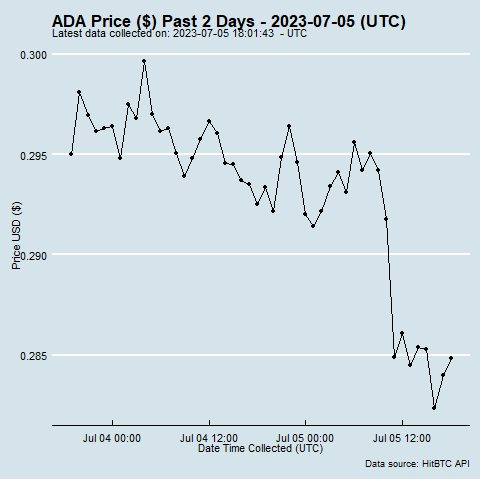 ADA Price ($) Past 2 Days - 2023-07-05 (UTC)
Latest data collected on: 2023-07-05 18:01:43  - UTC
0.300
0.295
0.290
0.285
Price USD ($)
Jul 04 00:00
Jul 04 12:00
Jul 05 00:00
Jul 05 12:00
Date Time Collected (UTC)
Data source: HitBTC API